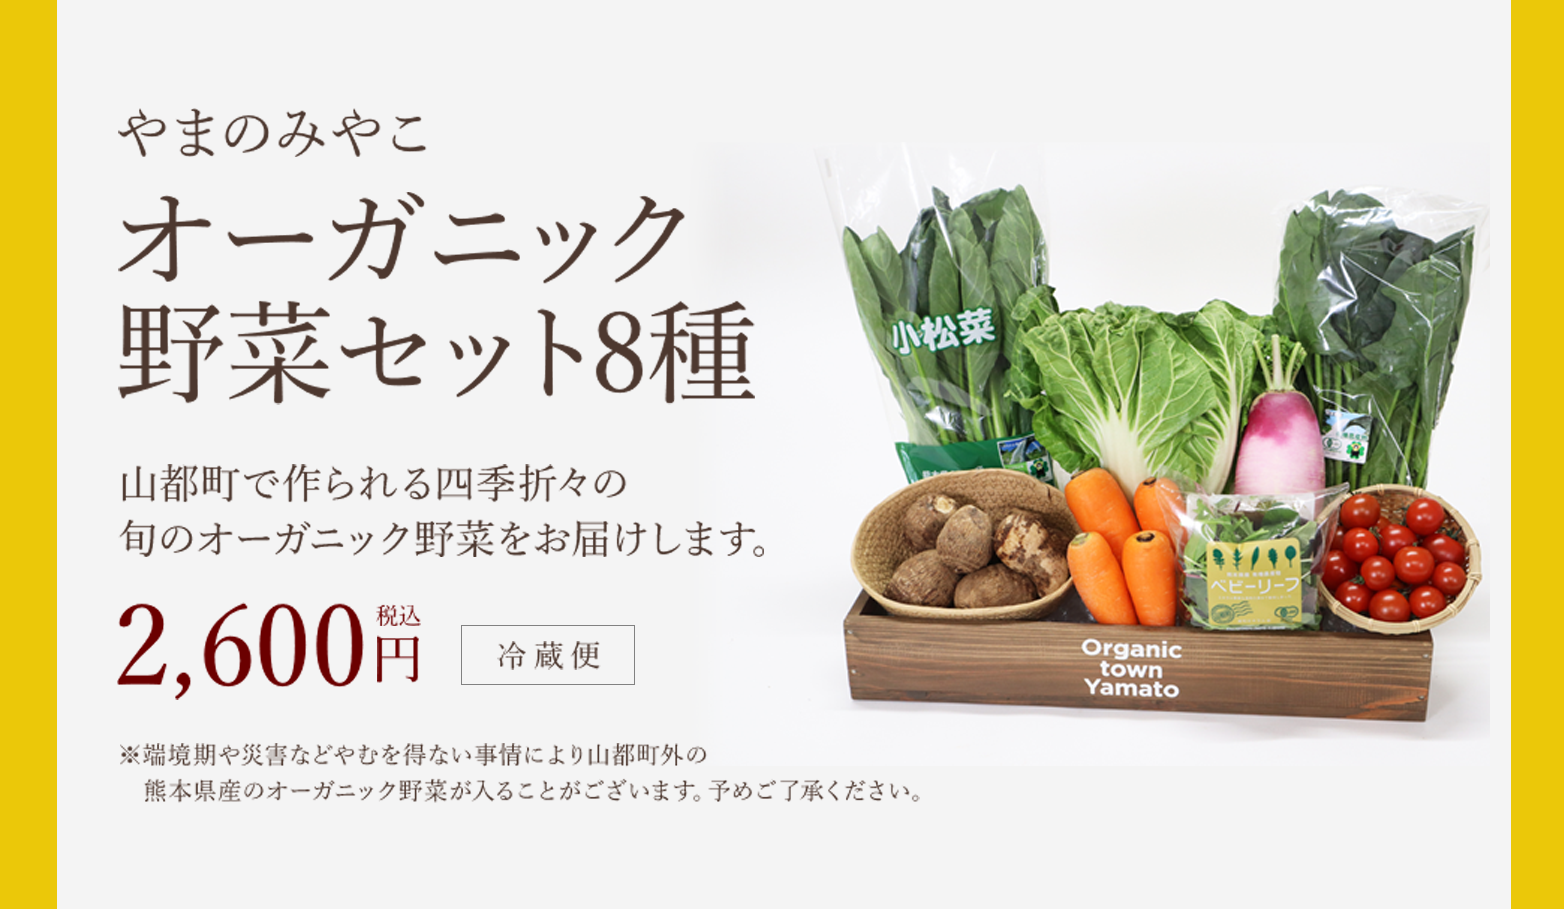 やまのみやこ
オーガニック
野菜セット8種
山都町で作られる四季折々の
旬のオーガニック野菜をお届けします。
2,600円 税込
冷蔵便
※端境期や災害などやむを得ない事情により山都町外の
熊本県産のオーガニック野菜が入ることがございます。予めご了承ください。
小松菜
ベビーリーフ
Organic
town
Yamato